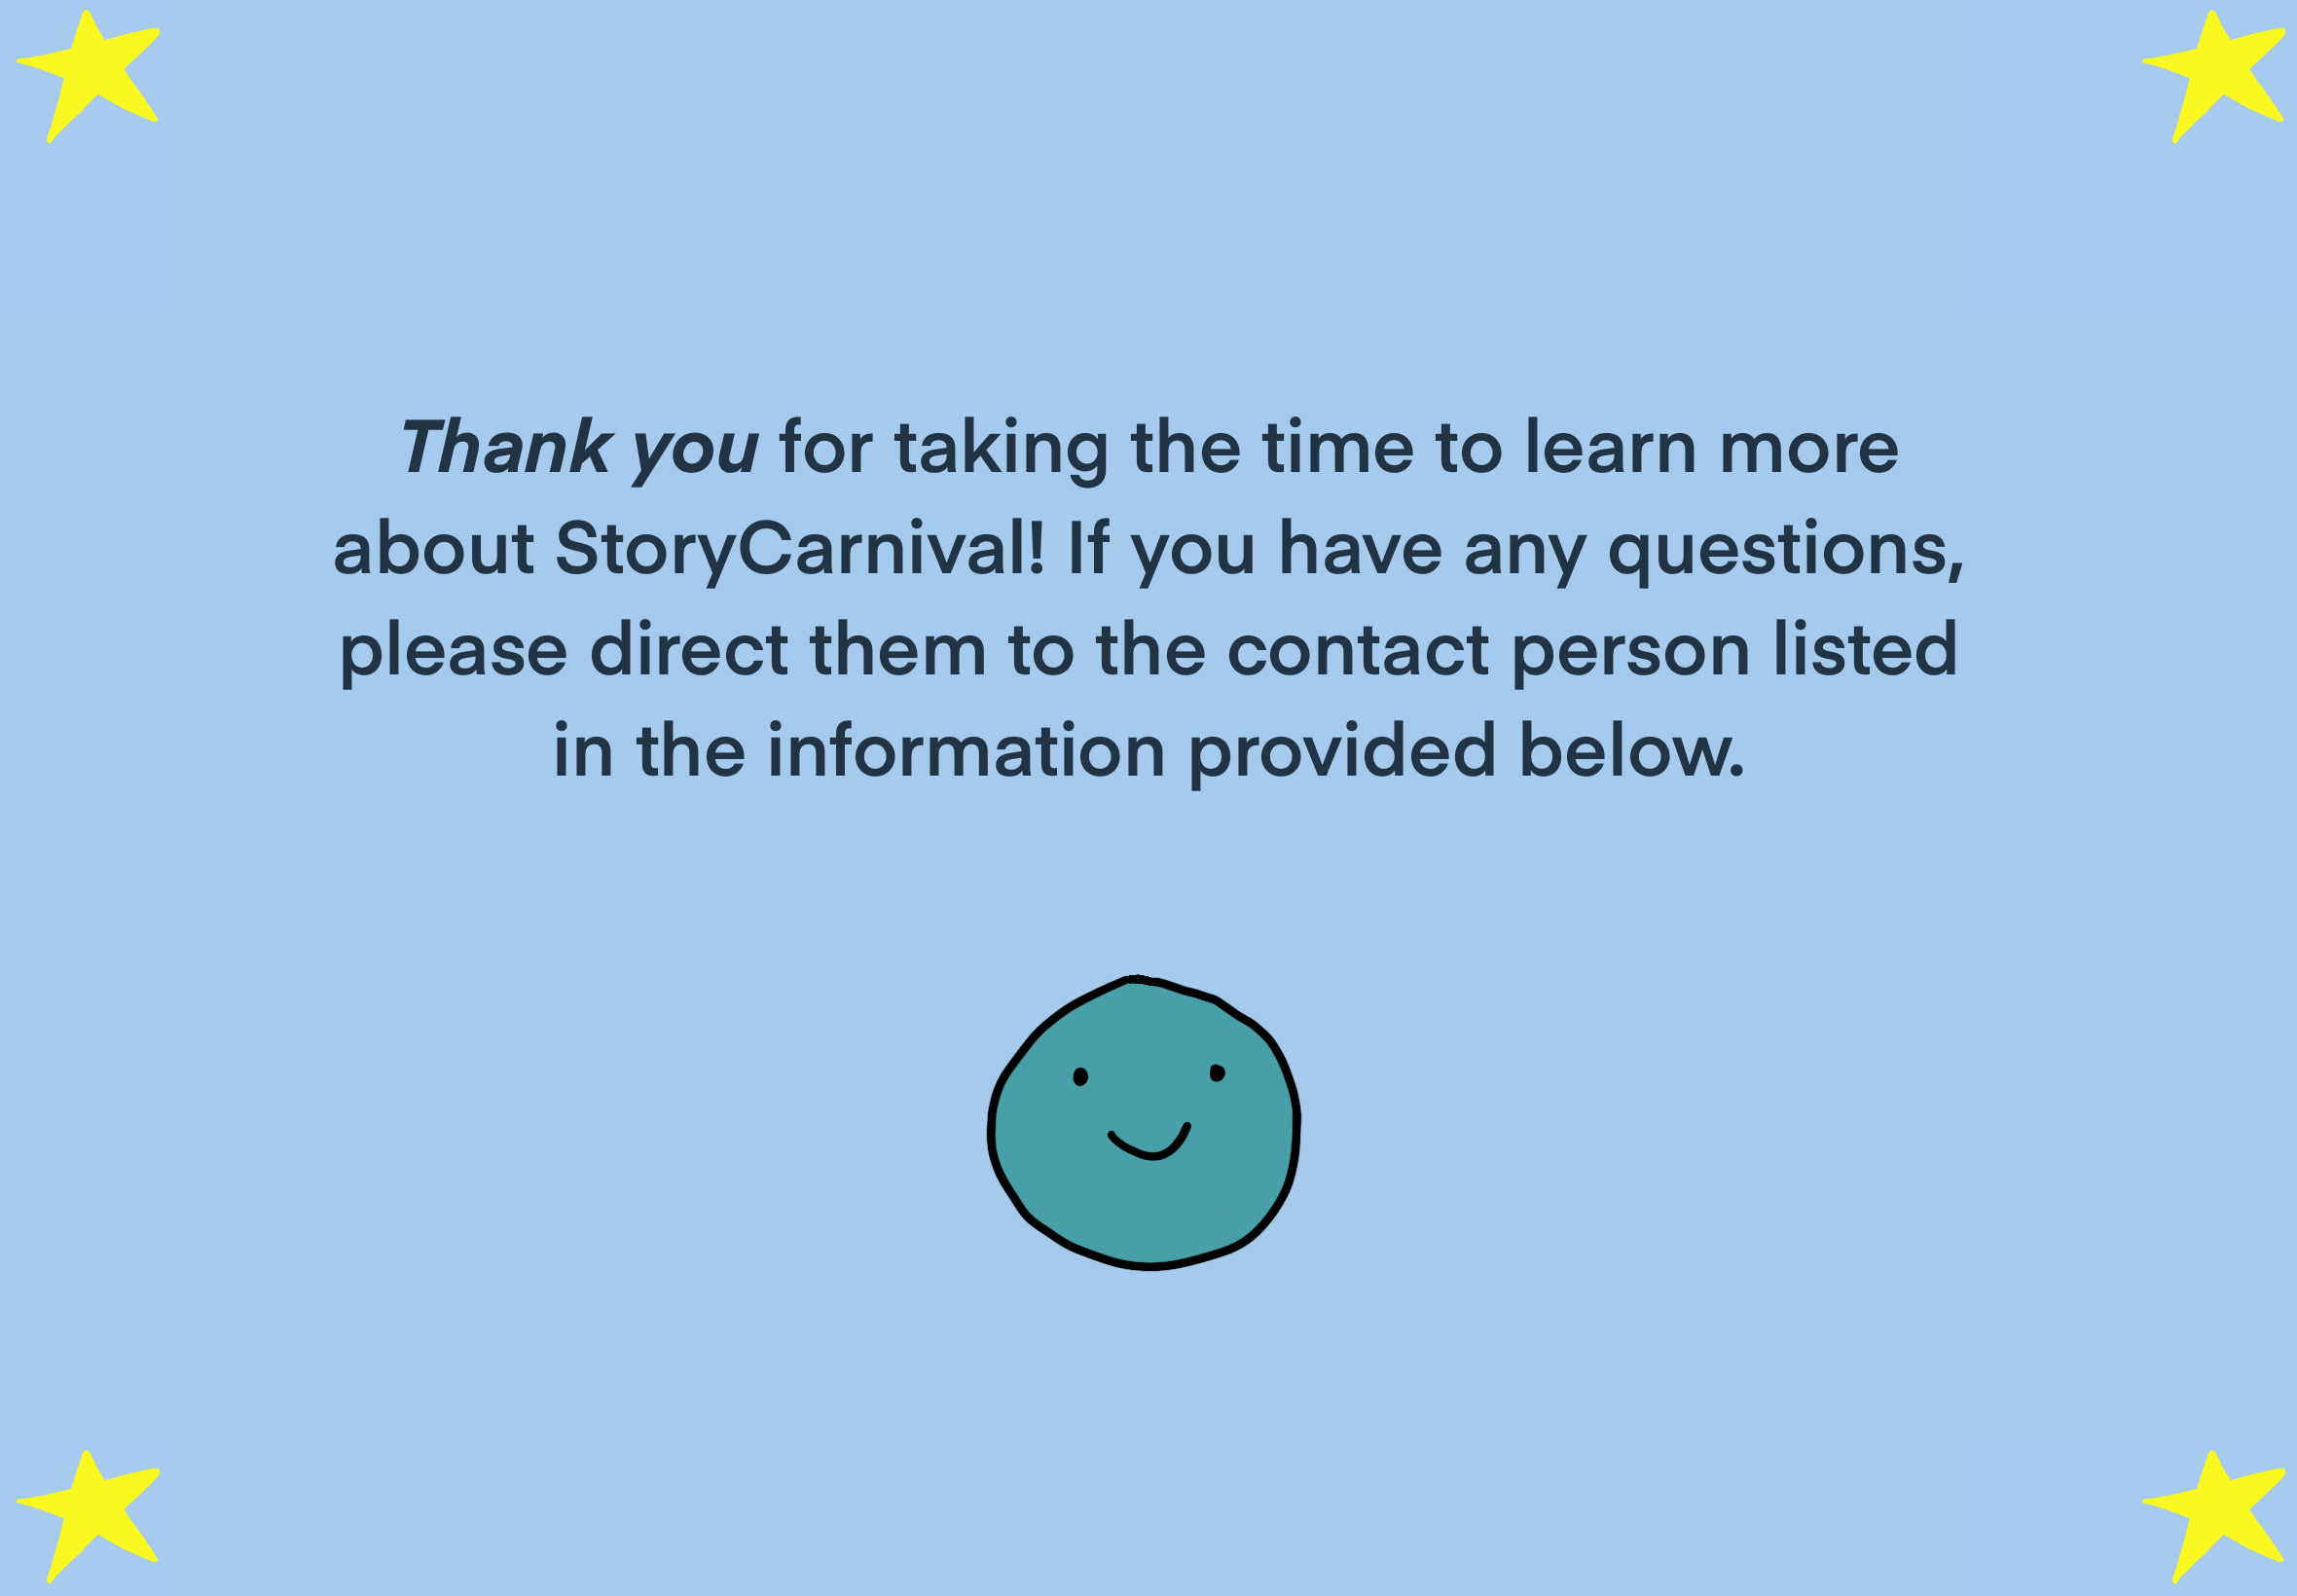 Thank you for taking the time to learn more
about StoryCarnival! If you have any questions,
please direct them to the contact person listed
in the information provided below.